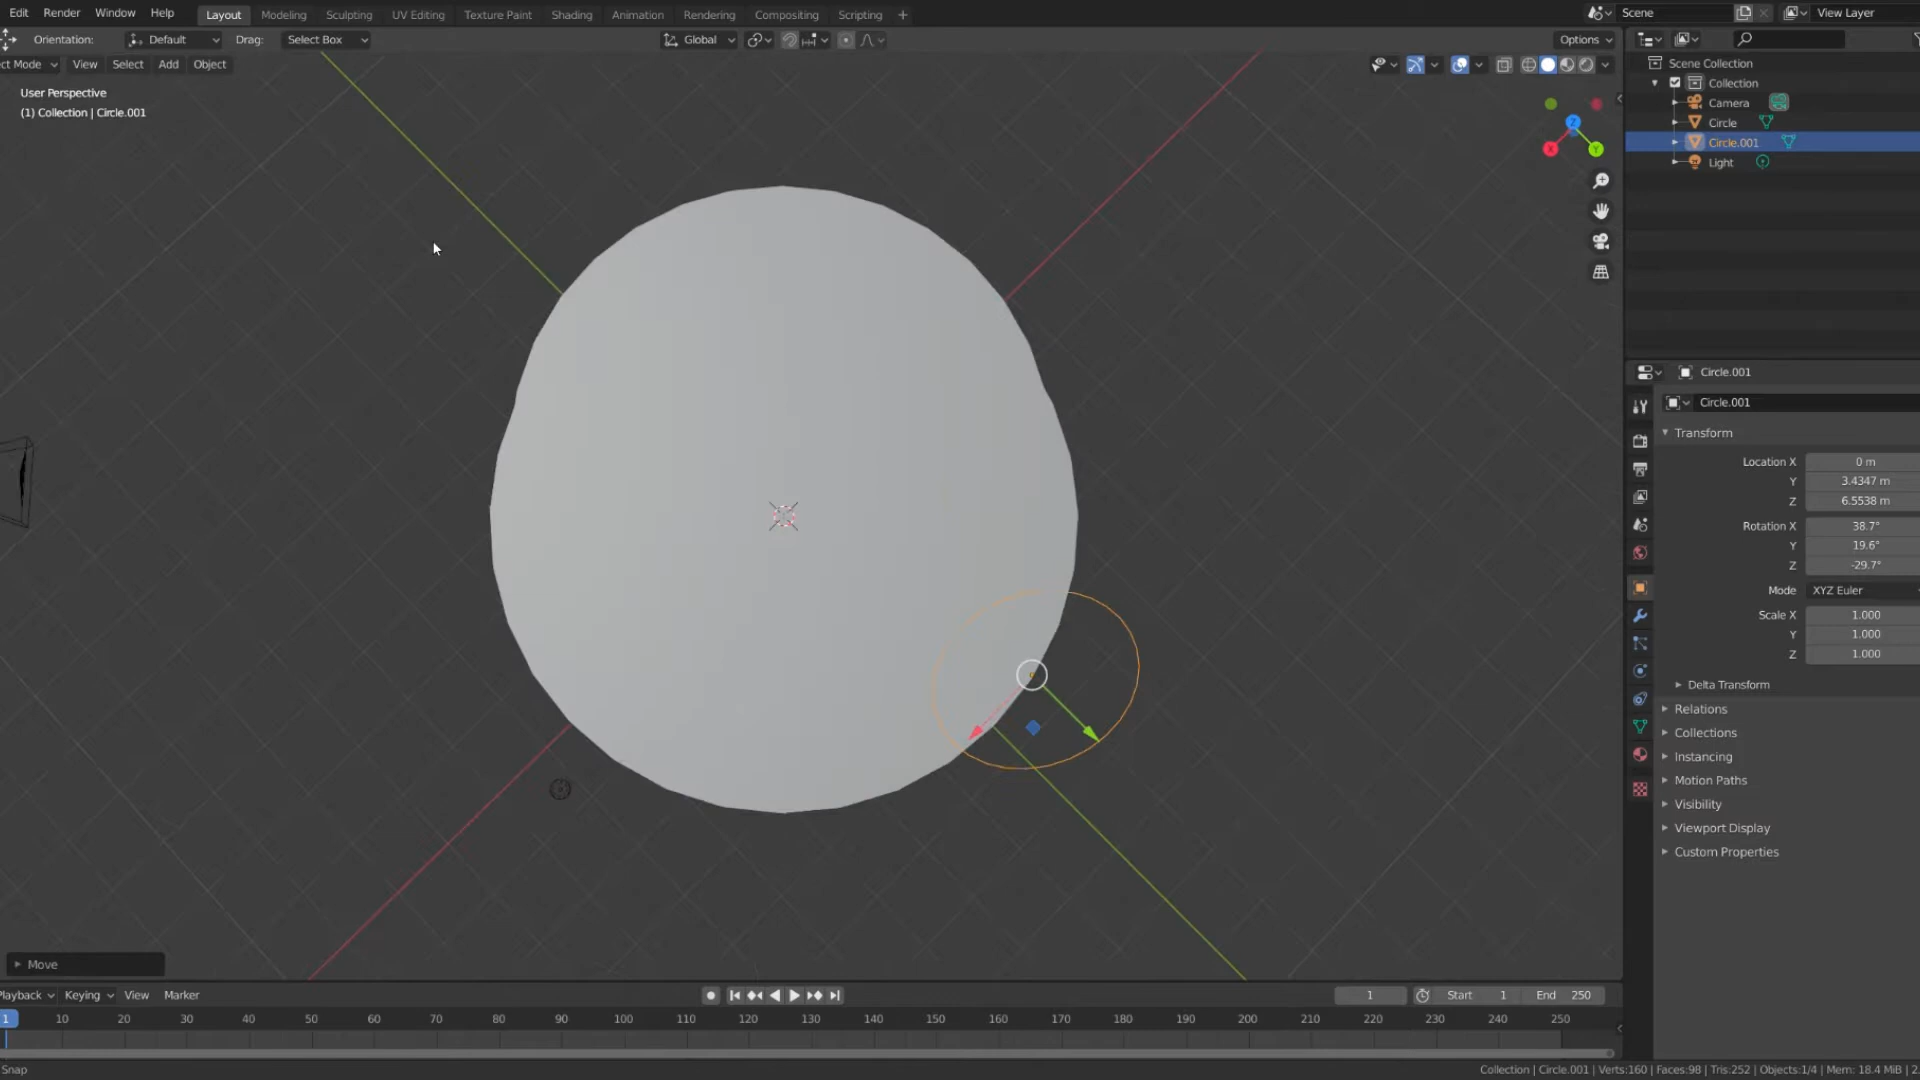 Edit Render Window Help Layout Modeling Sculpting UV Editing Texture Paint Shading Animation Rendering Compositing Scripting + Scene View Layer
Orientation: Default Drag: Select Box Global Options
ct Mode View Select Add Object
User Perspective
(1) Collection | Circle.001
Z
X
Y
Scene Collection
Collection
Camera
Circle
Circle.001
Light
Circle.001
Circle.001
Transform
Location X 0 m
Y 3.4347 m
Z 6.5538 m
Rotation X 38.7°
Y 19.6°
Z -29.7°
Mode XYZ Euler
Scale X 1.000
Y 1.000
Z 1.000
Delta Transform
Relations
Collections
Instancing
Motion Paths
Visibility
Viewport Display
Custom Properties
Move
Playback Keying View Marker 1 Start 1 End 250
1 10 20 30 40 50 60 70 80 90 100 110 120 130 140 150 160 170 180 190 200 210 220 230 240 250
Snap
Collection | Circle.001 | Verts:160 | Faces:98 | Tris:252 | Objects:1/4 | Mem: 18.4 MiB | 2.